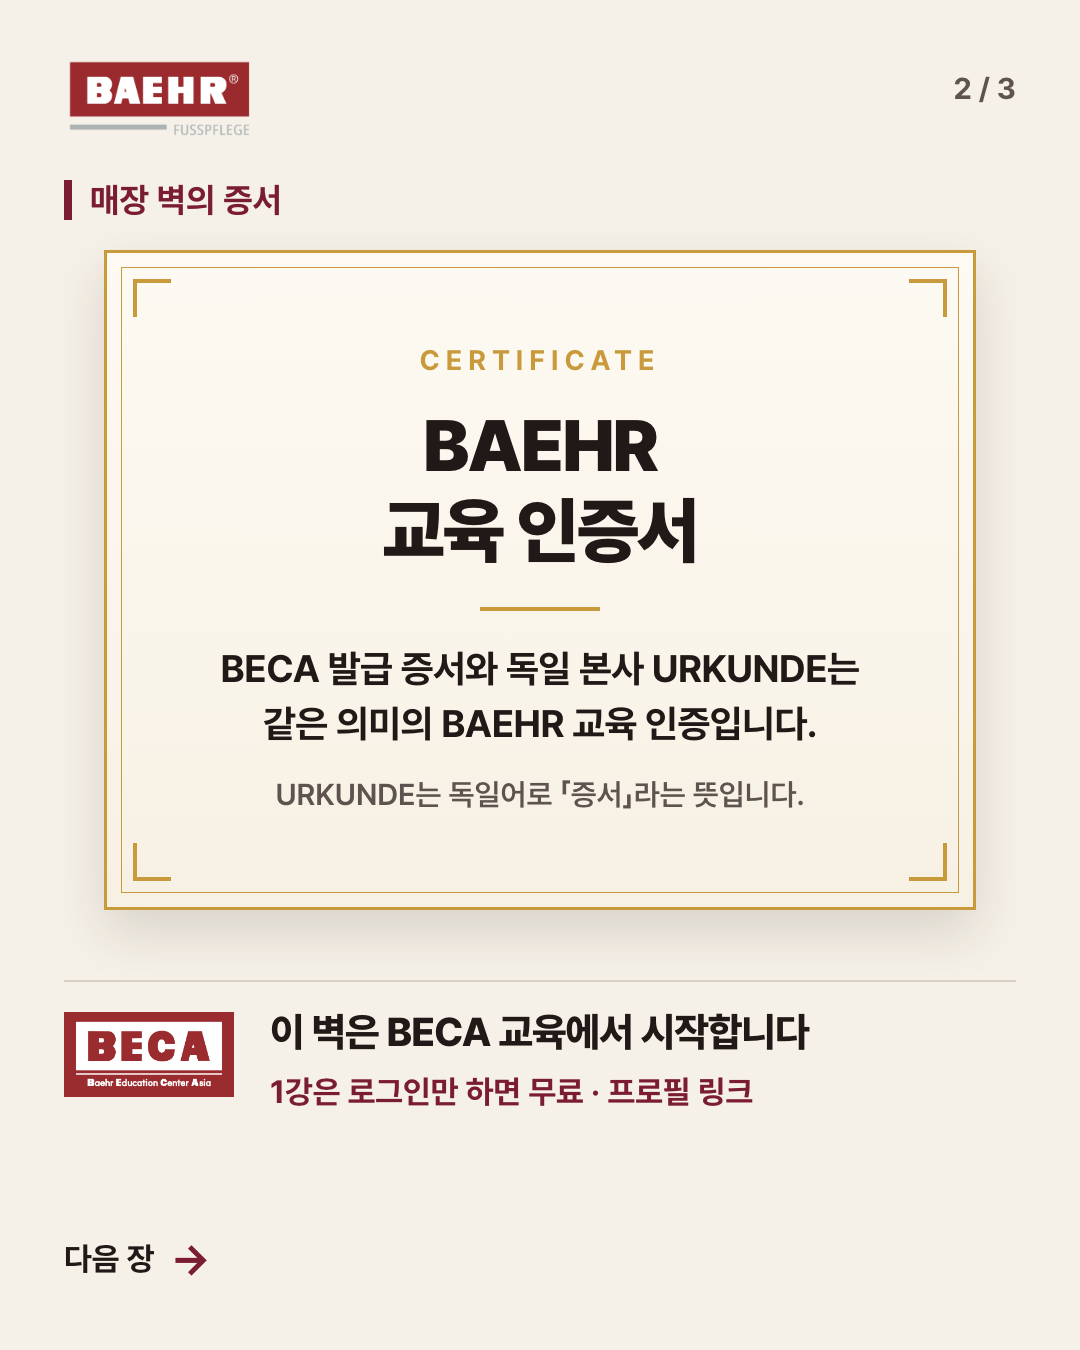 BAEHR®
FUSSPFLEGE
2 / 3
매장 벽의 증서
CERTIFICATE
BAEHR
교육 인증서
BECA 발급 증서와 독일 본사 URKUNDE는
같은 의미의 BAEHR 교육 인증입니다.
URKUNDE는 독일어로 「증서」라는 뜻입니다.
BECA
Baehr Education Center Asia
이 벽은 BECA 교육에서 시작합니다
1강은 로그인만 하면 무료 · 프로필 링크
다음 장 →